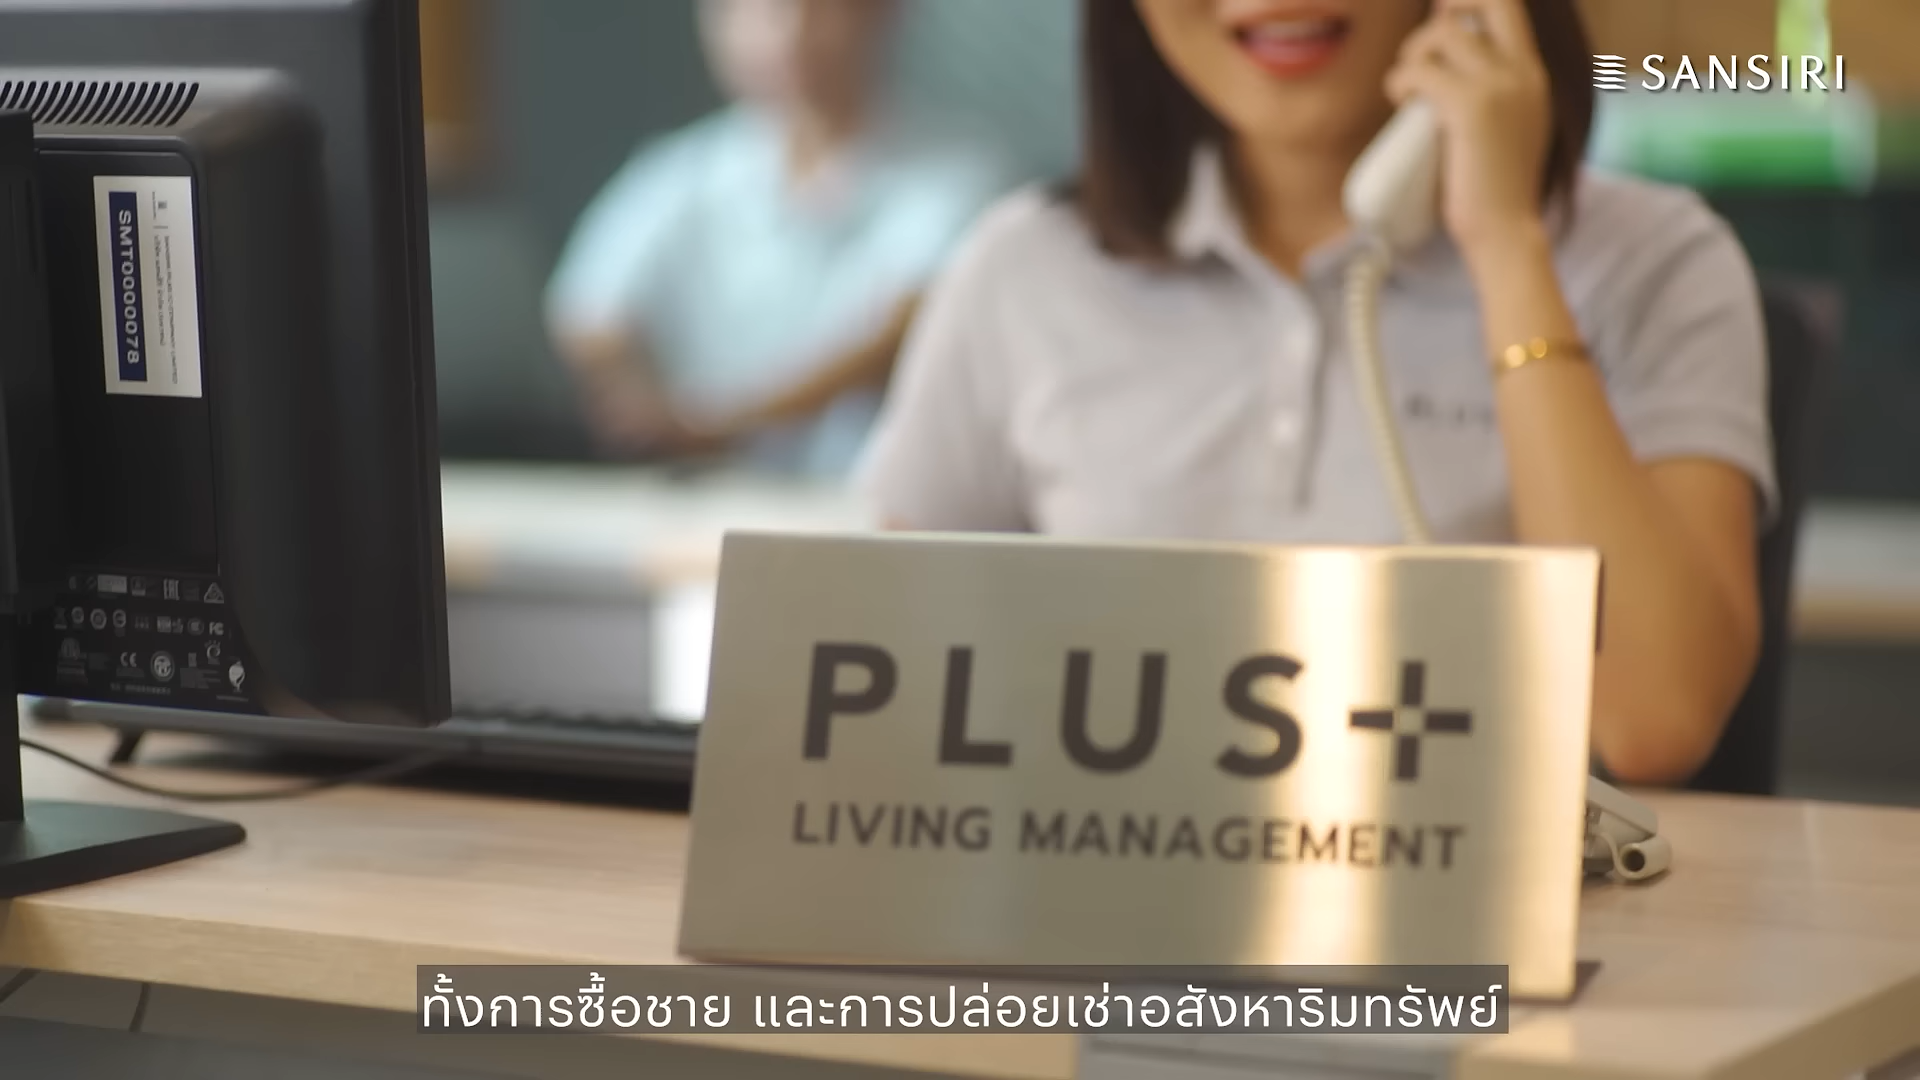 SANSIRI
SMT0000078
PLUS+
LIVING MANAGEMENT
ทั้งการซื้อชาย และการปล่อยเช่าอสังหาริมทรัพย์